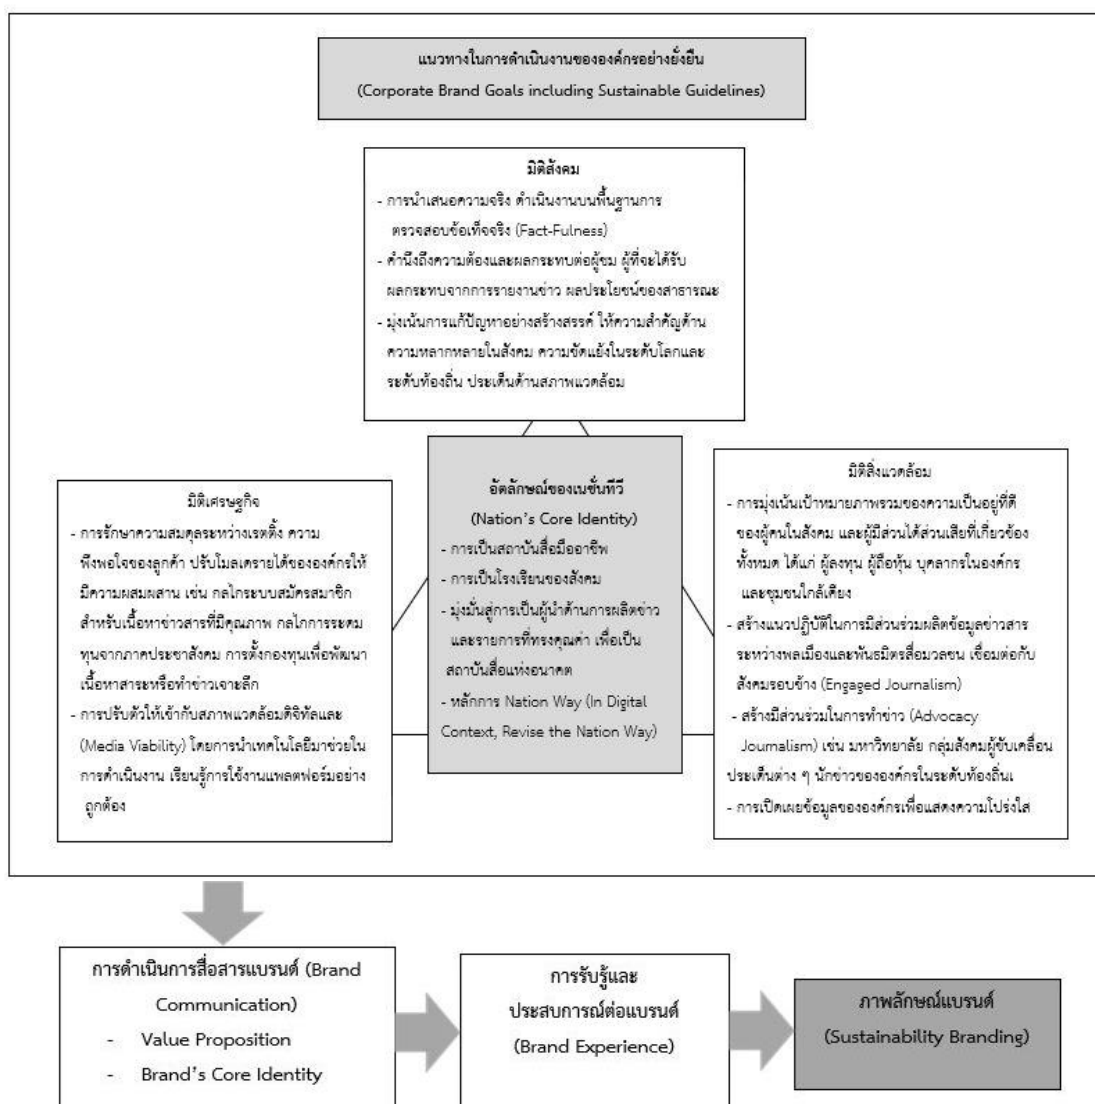 แนวทางในการดำเนินงานขององค์กรอย่างยั่งยืน
(Corporate Brand Goals including Sustainable Guidelines)
มิติสังคม
- การนำเสนอความจริง ดำเนินงานบนพื้นฐานการ
ตรวจสอบข้อเท็จจริง (Fact-Fulness)
- คำนึงถึงความต้องและผลกระทบต่อผู้ชม ผู้ที่จะได้รับ
ผลกระทบจากการรายงานข่าว ผลประโยชน์ของสาธารณะ
- มุ่งเน้นการแก้ปัญหาอย่างสร้างสรรค์ ให้ความสำคัญด้าน
ความหลากหลายในสังคม ความขัดแย้งในระดับโลกและ
ระดับท้องถิ่น ประเด็นด้านสภาพแวดล้อม
มิติเศรษฐกิจ
- การรักษาความสมดุลระหว่างเรตติ้ง ความ
พึงพอใจของลูกค้า ปรับโมลเดรายได้ขององค์กรให้
มีความผสมผสาน เช่น กลไกระบบสมัครสมาชิก
สำหรับเนื้อหาข่าวสารที่มีคุณภาพ กลไกการระดม
ทุนจากภาคประชาสังคม การตั้งกองทุนเพื่อพัฒนา
เนื้อหาสาระหรือทำข่าวเจาะลึก
- การปรับตัวให้เข้ากับสภาพแวดล้อมดิจิทัลและ
(Media Viability) โดยการนำเทคโนโลยีมาช่วยใน
การดำเนินงาน เรียนรู้การใช้งานแพลตฟอร์มอย่าง
ถูกต้อง
อัตลักษณ์ของเนชั่นทีวี
(Nation's Core Identity)
- การเป็นสถาบันสื่อมืออาชีพ
- การเป็นโรงเรียนของสังคม
- มุ่งมั่นสู่การเป็นผู้นำด้านการผลิตข่าว
และรายการที่ทรงคุณค่า เพื่อเป็น
สถาบันสื่อแห่งอนาคต
- หลักการ Nation Way (In Digital
Context, Revise the Nation Way)
มิติสิ่งแวดล้อม
- การมุ่งเน้นเป้าหมายภาพรวมของความเป็นอยู่ที่ดี
ของผู้คนในสังคม และผู้มีส่วนได้ส่วนเสียที่เกี่ยวข้อง
ทั้งหมด ได้แก่ ผู้ลงทุน ผู้ถือหุ้น บุคลากรในองค์กร
และชุมชนใกล้เคียง
- สร้างแนวปฏิบัติในการมีส่วนร่วมผลิตข้อมูลข่าวสาร
ระหว่างพลเมืองและพันธมิตรสื่อมวลชน เชื่อมต่อกับ
สังคมรอบข้าง (Engaged Journalism)
- สร้างมีส่วนร่วมในการทำข่าว (Advocacy
Journalism) เช่น มหาวิทยาลัย กลุ่มสังคมผู้ขับเคลื่อน
ประเด็นต่าง ๆ นักข่าวขององค์กรในระดับท้องถิ่นเ
- การเปิดเผยข้อมูลขององค์กรเพื่อแสดงความโปร่งใส
การดำเนินการสื่อสารแบรนด์ (Brand
Communication)
- Value Proposition
- Brand's Core Identity
การรับรู้และ
ประสบการณ์ต่อแบรนด์
(Brand Experience)
ภาพลักษณ์แบรนด์
(Sustainability Branding)